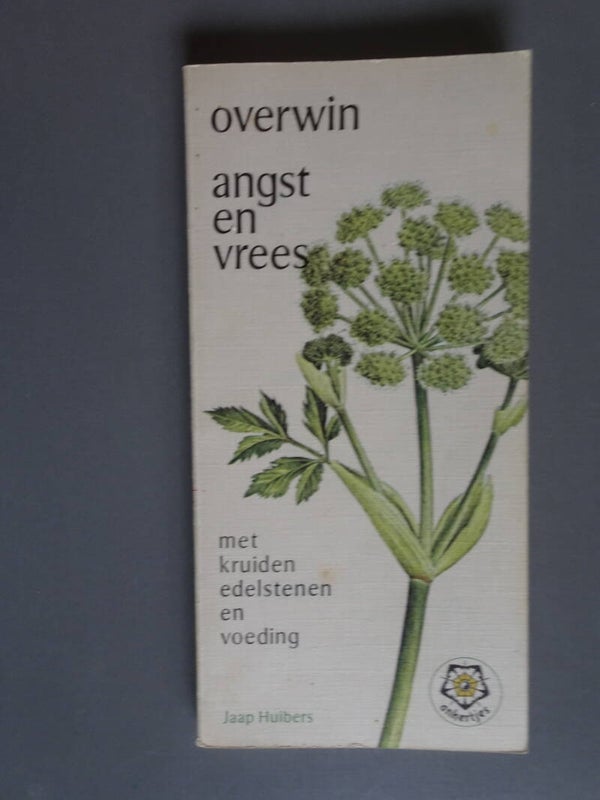 overwin
angst
en
vrees
met
kruiden
edelstenen
en
voeding
Jaap Huibers
ankertjes